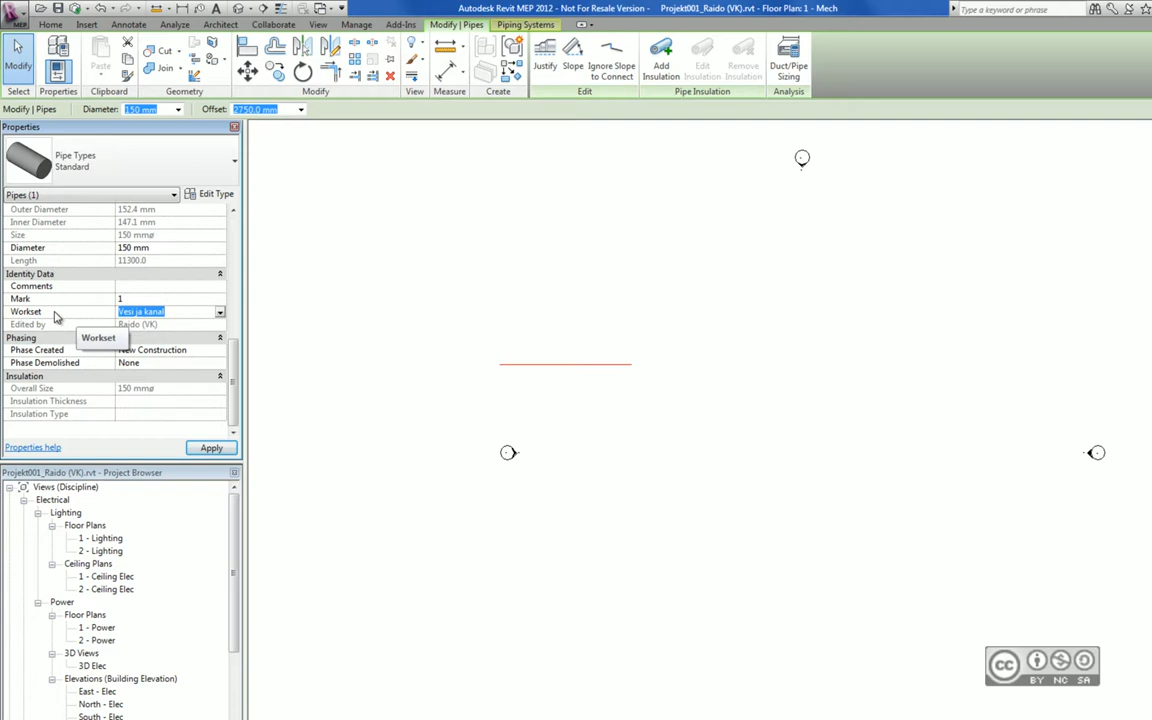 Autodesk Revit MEP 2012 - Not For Resale Version - Projekt001_Raido (VK).rvt - Floor Plan: 1 - Mech
Type a keyword or phrase
MEP
Home Insert Annotate Analyze Architect Collaborate View Manage Add-Ins Modify | Pipes Piping Systems
Modify
Paste
Cut
Join
Justify Slope Ignore Slope to Connect
Add Insulation
Edit Insulation
Remove Insulation
Duct/Pipe Sizing
Select Properties Clipboard Geometry Modify View Measure Create Edit Pipe Insulation Analysis
Modify | Pipes Diameter: 150 mm Offset: 2750.0 mm
Properties
Pipe Types
Standard
Pipes (1) Edit Type
Outer Diameter 152.4 mm
Inner Diameter 147.1 mm
Size 150 mmø
Diameter 150 mm
Length 11300.0
Identity Data
Comments
Mark 1
Workset Vesi ja kanal
Edited by Raido (VK)
Phasing
Workset
Phase Created New Construction
Phase Demolished None
Insulation
Overall Size 150 mmø
Insulation Thickness
Insulation Type
Properties help Apply
Projekt001_Raido (VK).rvt - Project Browser
Views (Discipline)
Electrical
Lighting
Floor Plans
1 - Lighting
2 - Lighting
Ceiling Plans
1 - Ceiling Elec
2 - Ceiling Elec
Power
Floor Plans
1 - Power
2 - Power
3D Views
3D Elec
Elevations (Building Elevation)
East - Elec
North - Elec
South - Elec
cc
BY NC SA